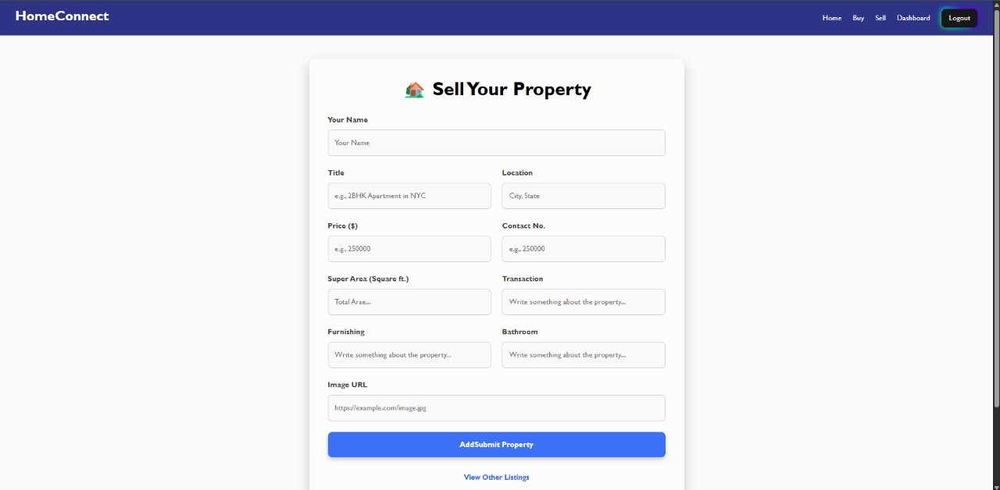 HomeConnect
Home Buy Sell Dashboard Logout
Sell Your Property
Your Name
Your Name
Title Location
e.g., 2BHK Apartment in NYC City, State
Price ($) Contact No.
e.g., 250000 e.g., 250000
Super Area (Square ft.) Transaction
Total Arae... Write something about the property...
Furnishing Bathroom
Write something about the property... Write something about the property...
Image URL
https://example.com/image.jpg
AddSubmit Property
View Other Listings